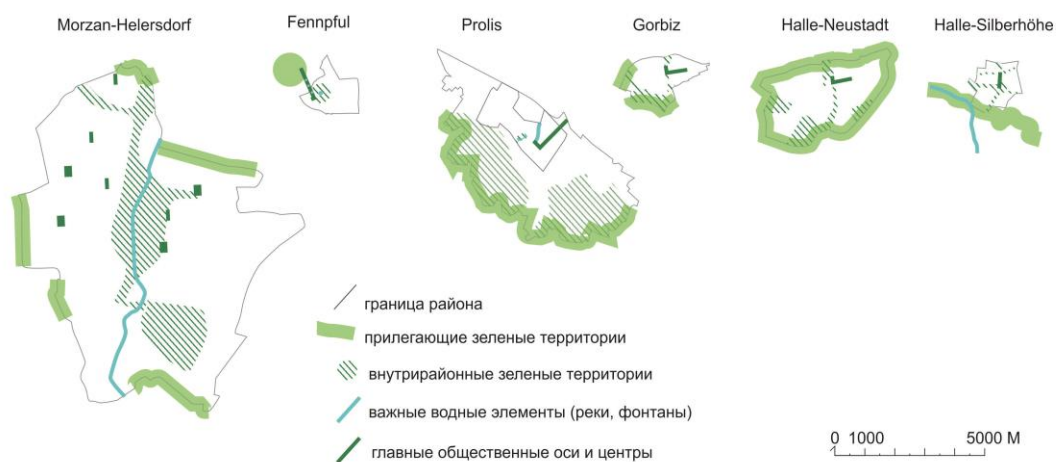 Morzan-Helersdorf
Fennpful
Prolis
Gorbiz
Halle-Neustadt
Halle-Silberhöhe
граница района
прилегающие зеленые территории
внутрирайонные зеленые территории
важные водные элементы (реки, фонтаны)
главные общественные оси и центры
0 1000 5000 М